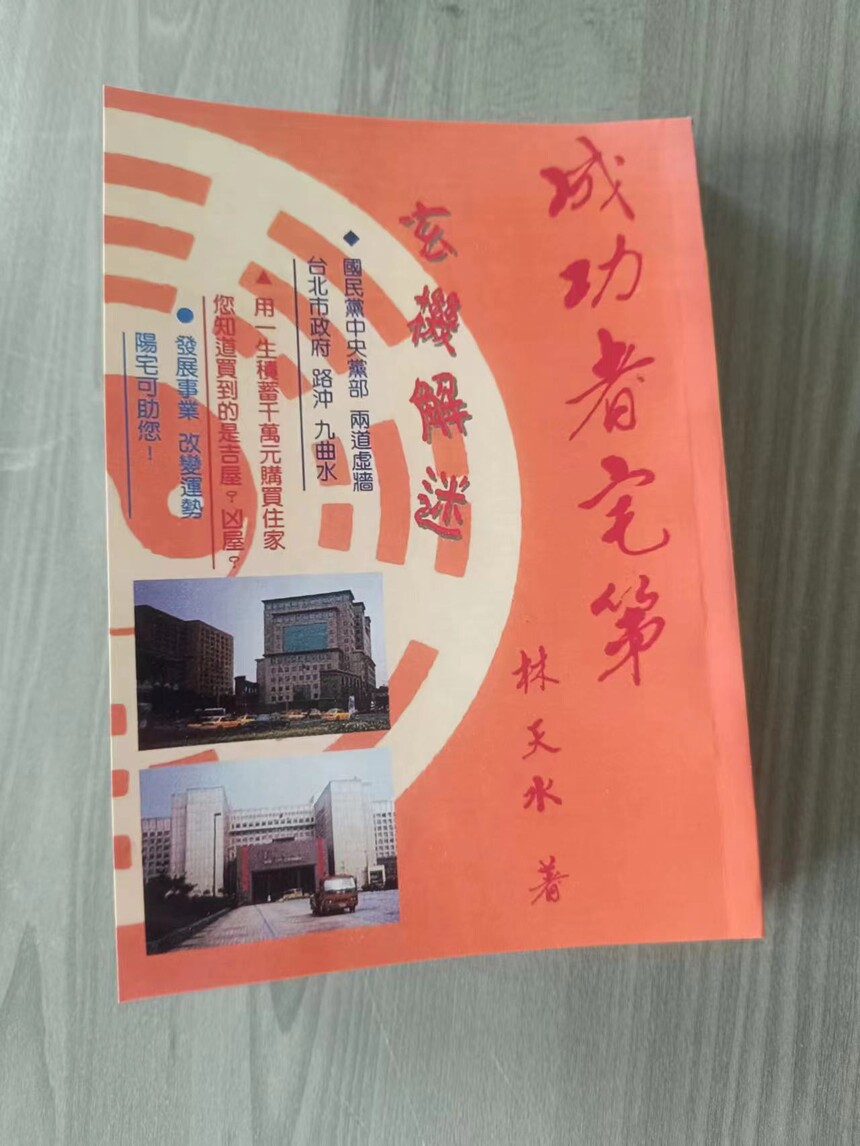 成功者宅第
林天水 著
玄機解迷
◆ 國民黨中央黨部 兩道虛牆
台北市政府 路沖 九曲水
▲ 用一生積蓄千萬元購買住家
您知道買到的是吉屋?凶屋?
● 發展事業 改變運勢
陽宅可助您!